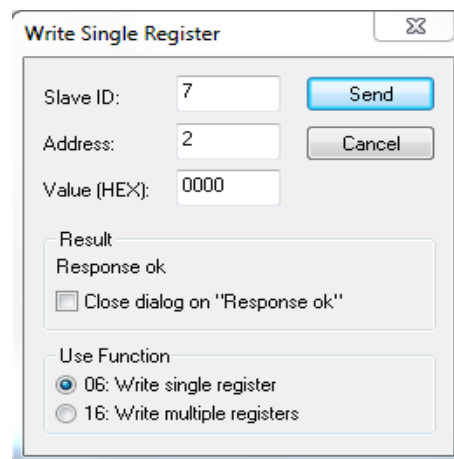 Write Single Register
Slave ID: 7 Send
Address: 2 Cancel
Value (HEX): 0000
Result
Response ok
Close dialog on "Response ok"
Use Function
06: Write single register
16: Write multiple registers